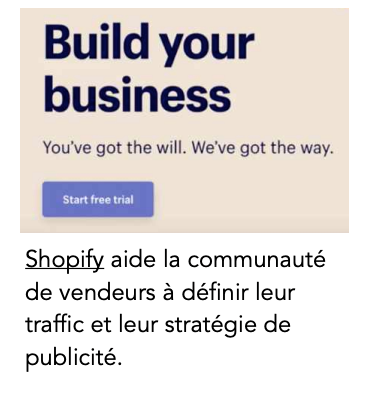 Build your
business
You've got the will. We've got the way.
Start free trial
Shopify aide la communauté
de vendeurs à définir leur
traffic et leur stratégie de
publicité.